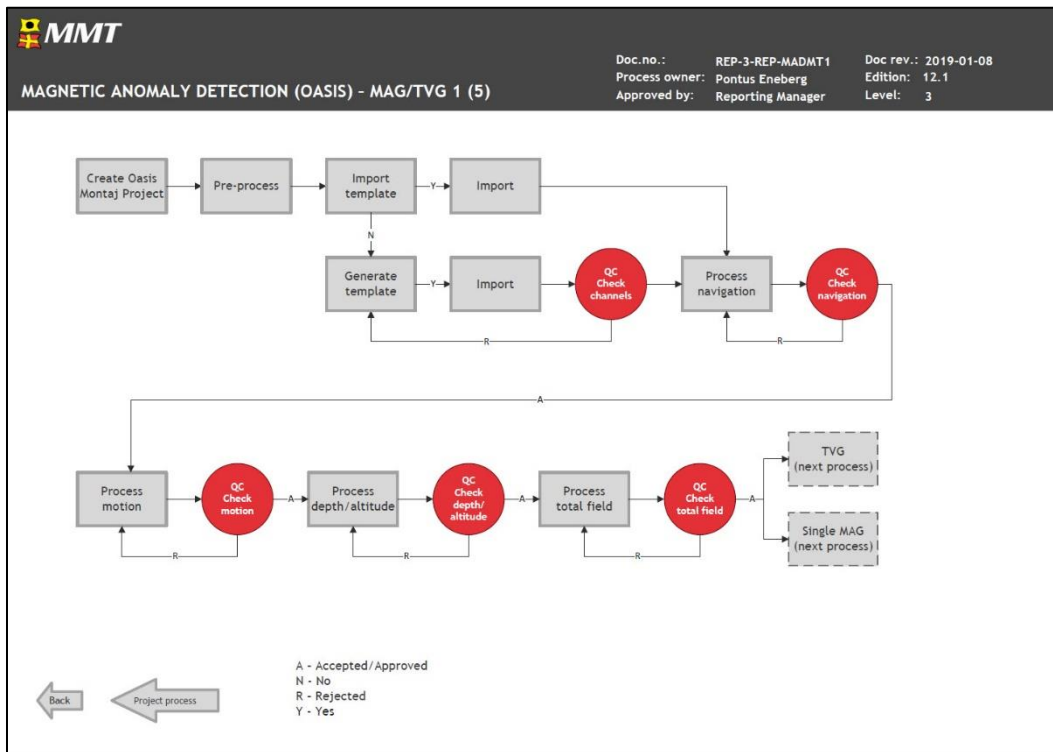 MMT
MAGNETIC ANOMALY DETECTION (OASIS) – MAG/TVG 1 (5)
Doc.no.: REP-3-REP-MADMT1 Doc rev.: 2019-01-08
Process owner: Pontus Eneberg Edition: 12.1
Approved by: Reporting Manager Level: 3
Create Oasis
Montaj Project
Pre-process
Import
template
Y
Import
N
Generate
template
Y
Import
QC
Check
channels
Process
navigation
QC
Check
navigation
R
R
A
Process
motion
QC
Check
motion
A
Process
depth/altitude
QC
Check
depth/
altitude
A
Process
total field
QC
Check
total field
A
TVG
(next process)
Single MAG
(next process)
R
R
R
A - Accepted/Approved
N - No
R - Rejected
Y - Yes
Back
Project process